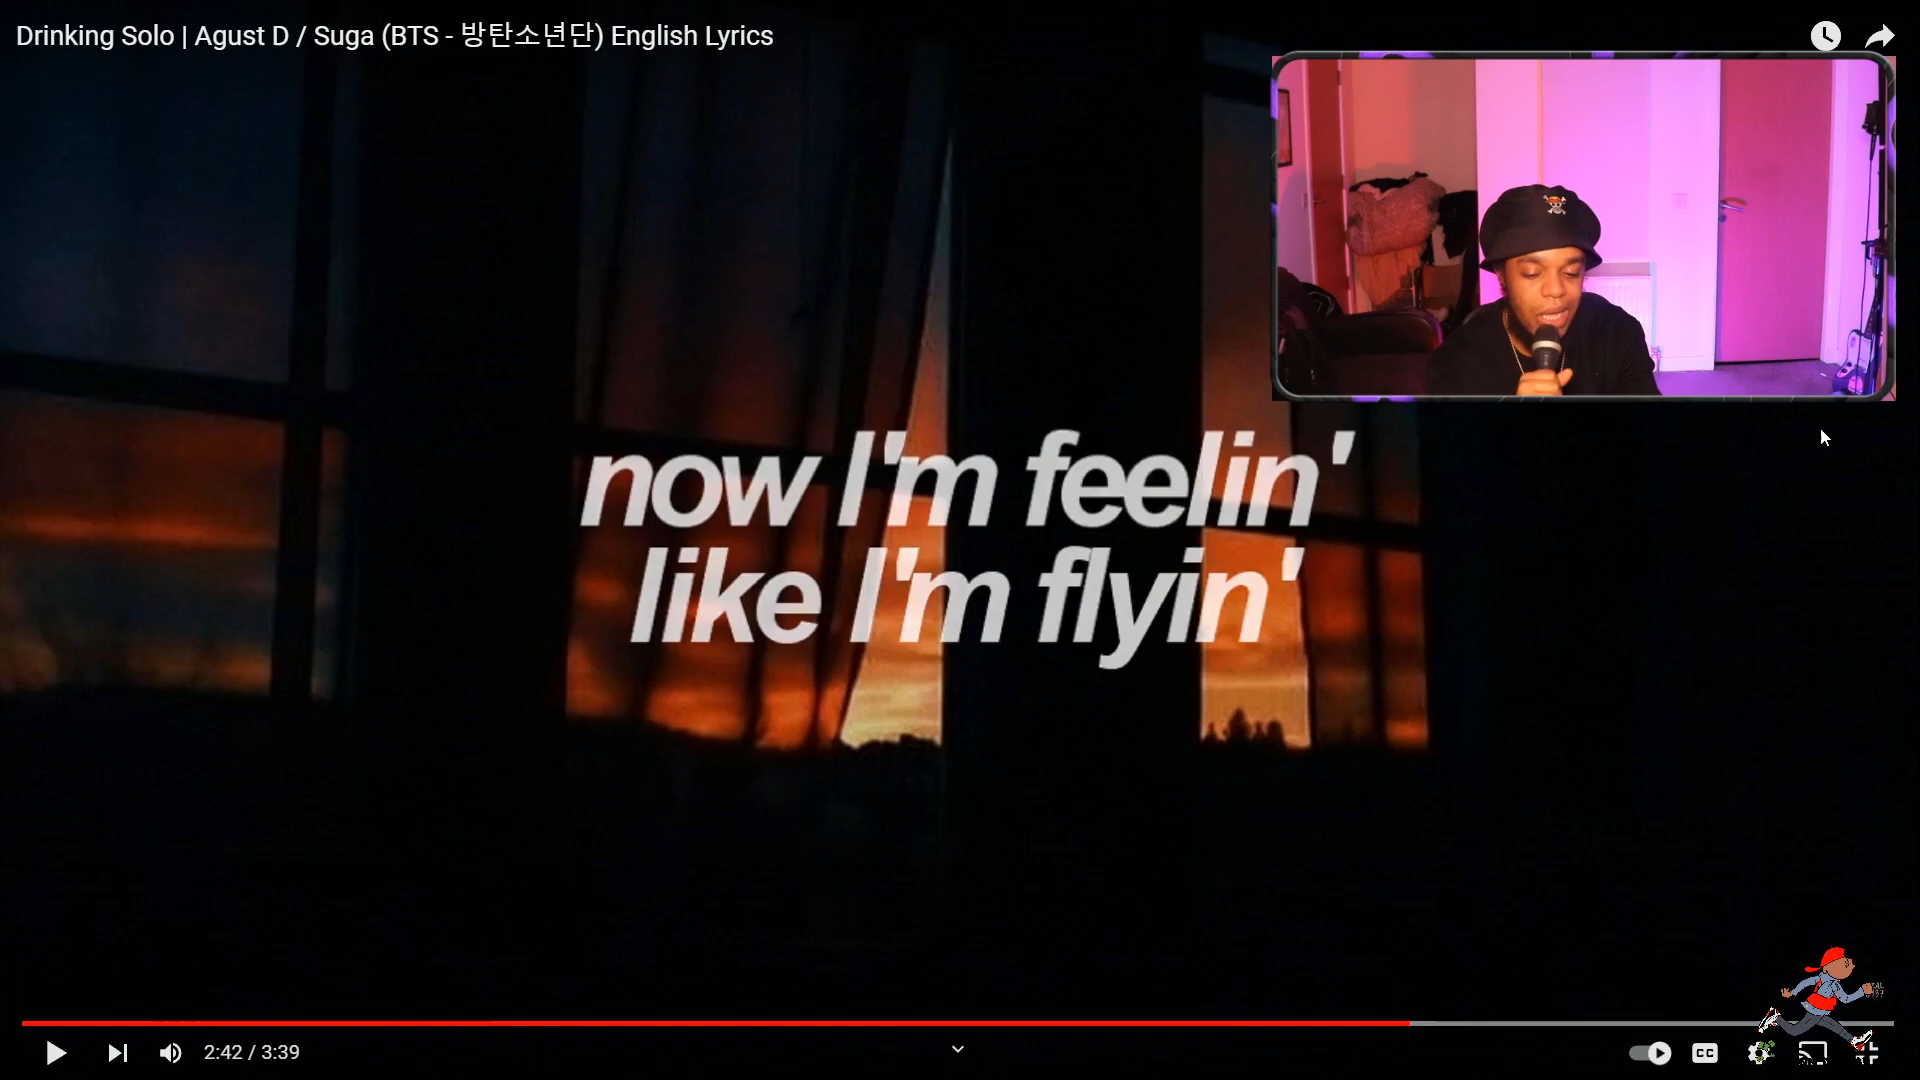 Drinking Solo | Agust D / Suga (BTS - 방탄소년단) English Lyrics
now I'm feelin'
like I'm flyin'
2:42 / 3:39
CC